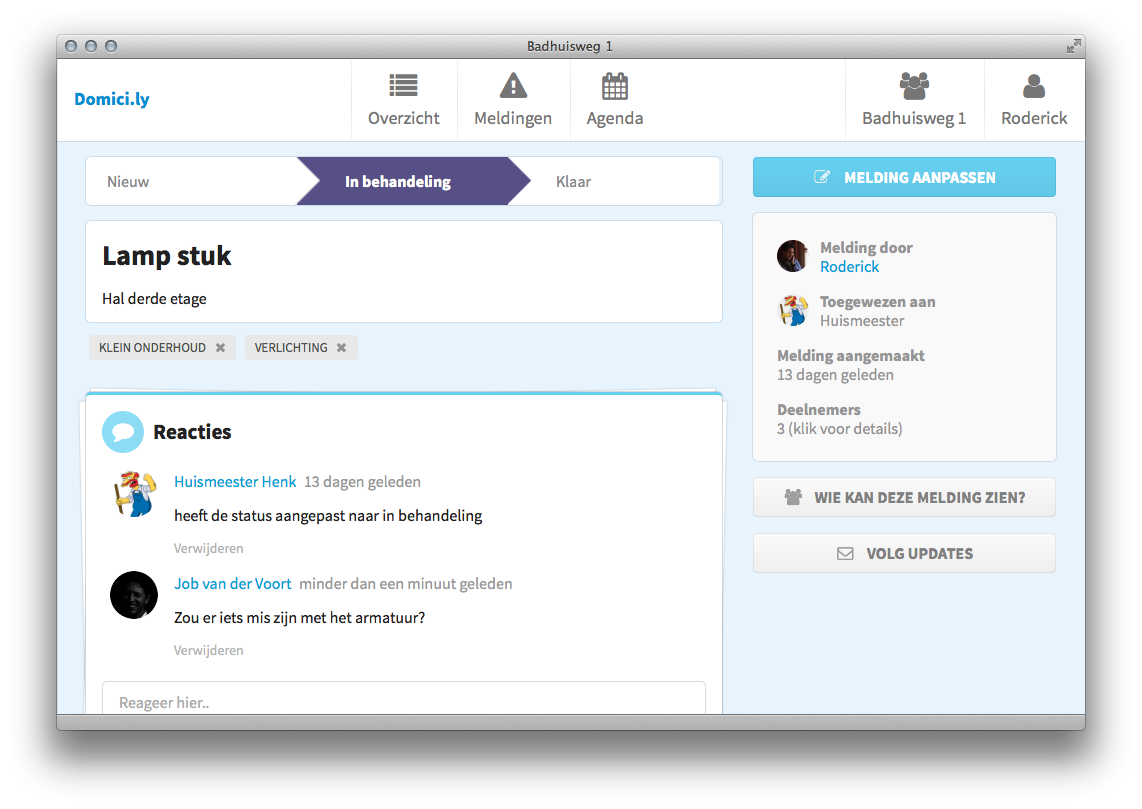 Badhuisweg 1
Domici.ly
Overzicht
Meldingen
Agenda
Badhuisweg 1
Roderick
Nieuw
In behandeling
Klaar
MELDING AANPASSEN
Lamp stuk
Hal derde etage
KLEIN ONDERHOUD
VERLICHTING
Melding door
Roderick
Toegewezen aan
Huismeester
Melding aangemaakt
13 dagen geleden
Deelnemers
3 (klik voor details)
WIE KAN DEZE MELDING ZIEN?
VOLG UPDATES
Reacties
Huismeester Henk 13 dagen geleden
heeft de status aangepast naar in behandeling
Verwijderen
Job van der Voort minder dan een minuut geleden
Zou er iets mis zijn met het armatuur?
Verwijderen
Reageer hier..